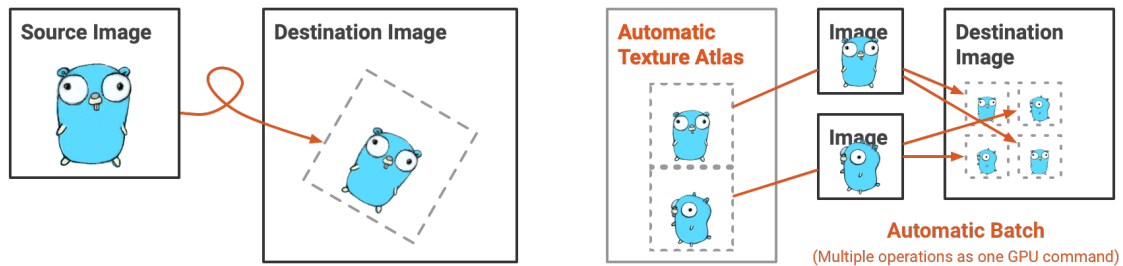 Source Image
Destination Image
Automatic
Texture Atlas
Image
Image
Destination
Image
Automatic Batch
(Multiple operations as one GPU command)